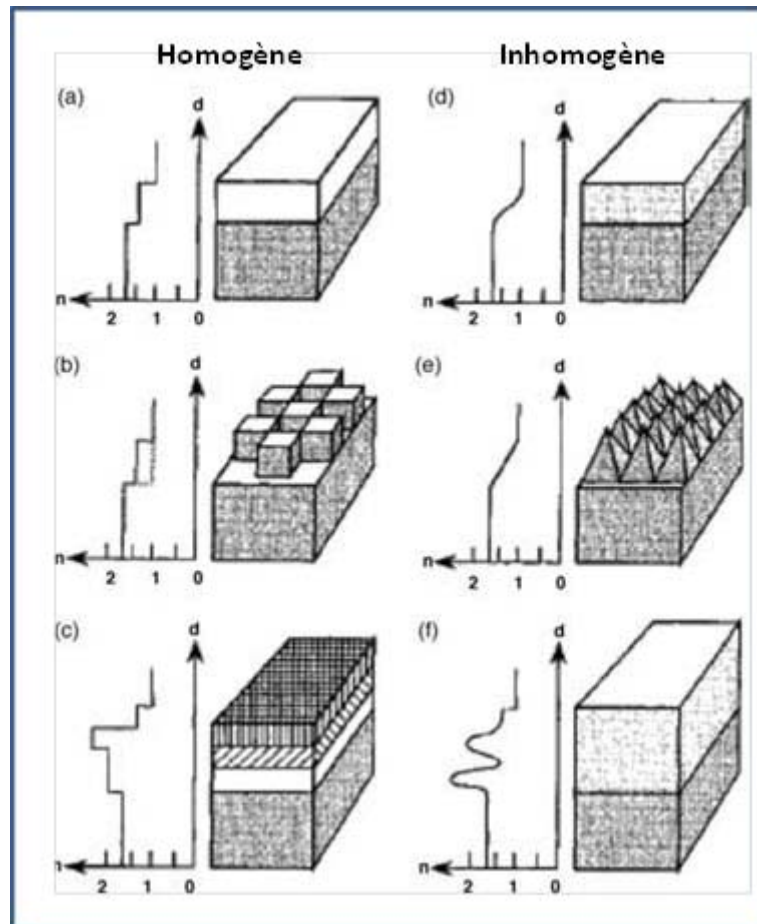 Homogène
Inhomogène
(a)
d
n
2 1 0
(d)
d
n
2 1 0
(b)
d
n
2 1 0
(e)
d
n
2 1 0
(c)
d
n
2 1 0
(f)
d
n
2 1 0